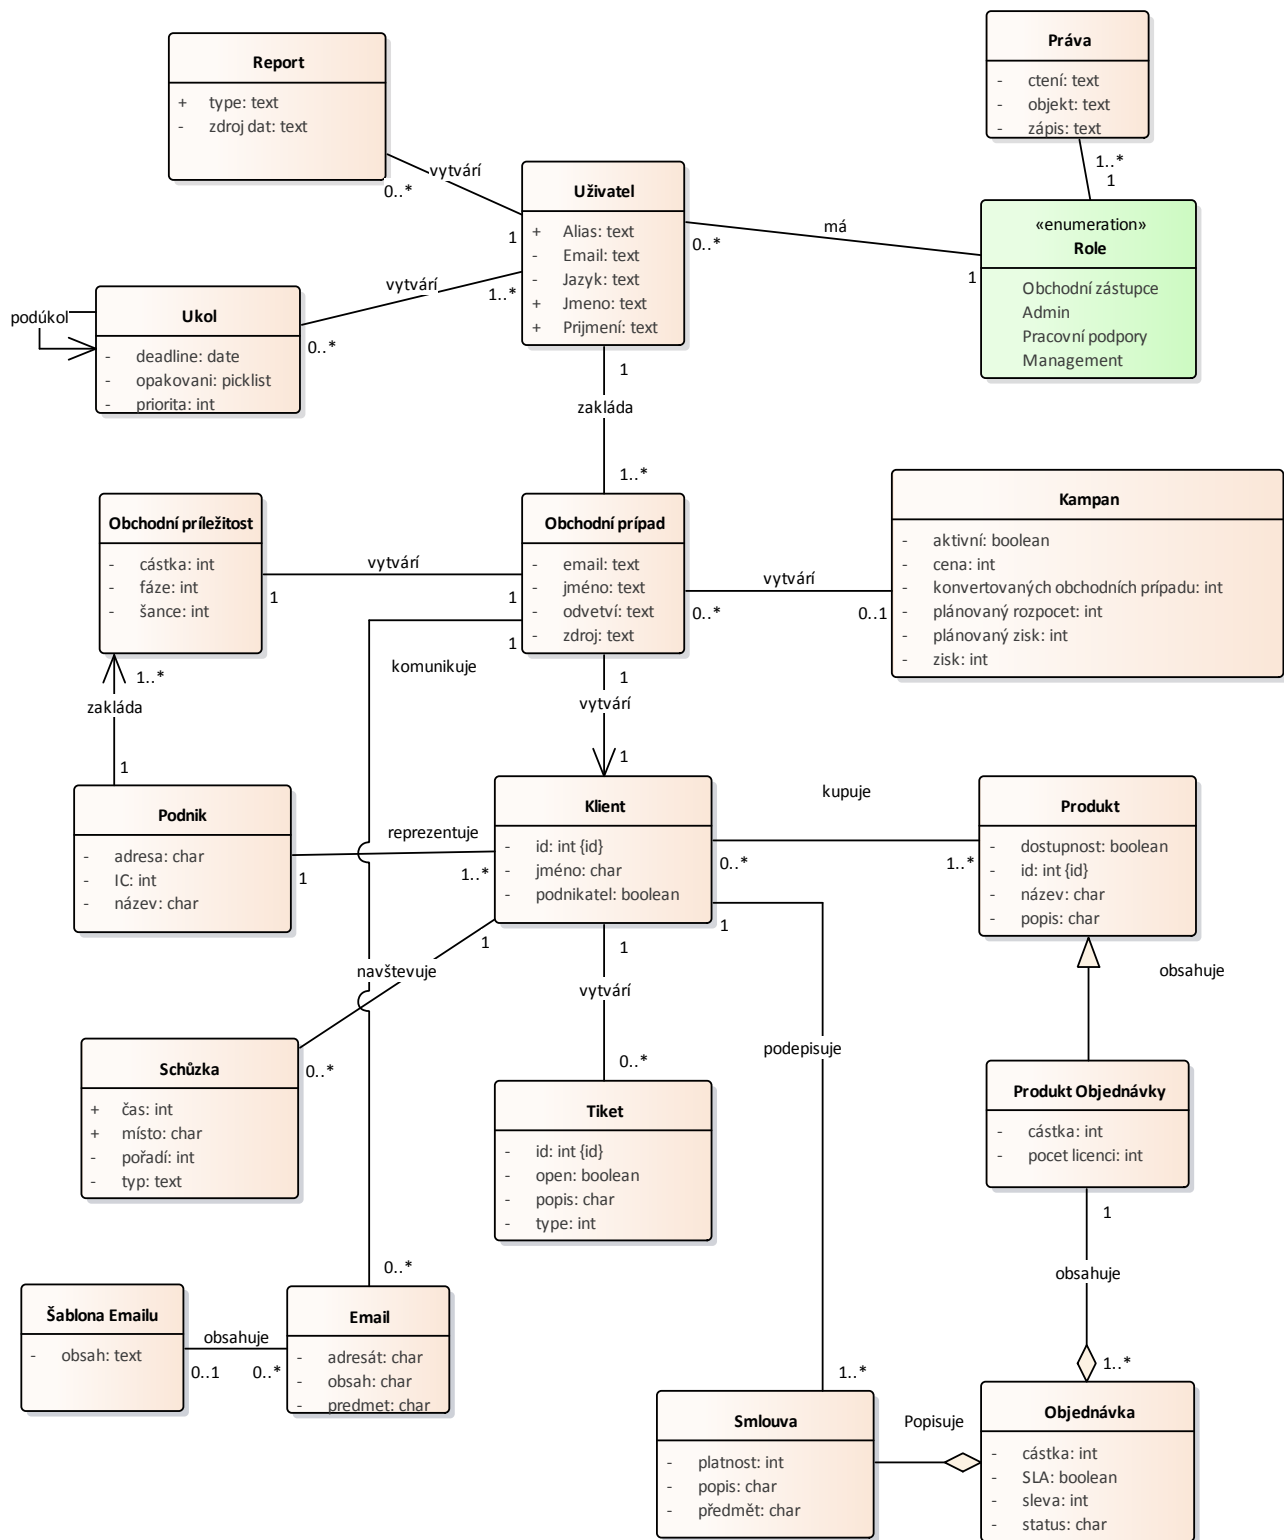 Report
+ type: text
- zdroj dat: text
Práva
- ctení: text
- objekt: text
- zápis: text
1..*
1
«enumeration»
Role
Obchodní zástupce
Admin
Pracovní podpory
Management
vytvárí
0..*
1
Uživatel
+ Alias: text
- Email: text
- Jazyk: text
+ Jmeno: text
+ Prijmení: text
má
0..*
1
vytvárí
1..*
0..*
podúkol
Ukol
- deadline: date
- opakovani: picklist
- priorita: int
1
zakláda
1..*
Obchodní príležitost
- cástka: int
- fáze: int
- šance: int
vytvárí
1
1
Obchodní prípad
- email: text
- jméno: text
- odvetví: text
- zdroj: text
vytvárí
0..*
0..1
Kampan
- aktivní: boolean
- cena: int
- konvertovaných obchodních prípadu: int
- plánovaný rozpocet: int
- plánovaný zisk: int
- zisk: int
1
komunikuje
1..*
zakláda
1
1
vytvárí
1
Podnik
- adresa: char
- IC: int
- název: char
reprezentuje
1
1..*
Klient
- id: int {id}
- jméno: char
- podnikatel: boolean
kupuje
0..*
1..*
Produkt
- dostupnost: boolean
- id: int {id}
- název: char
- popis: char
1
navštevuje
0..*
1
vytvárí
0..*
1
podepisuje
1..*
obsahuje
Schůzka
+ čas: int
+ místo: char
- pořadí: int
- typ: text
Tiket
- id: int {id}
- open: boolean
- popis: char
- type: int
Produkt Objednávky
- cástka: int
- pocet licenci: int
1
obsahuje
1..*
0..*
Šablona Emailu
- obsah: text
obsahuje
0..1
0..*
Email
- adresát: char
- obsah: char
- predmet: char
Smlouva
- platnost: int
- popis: char
- předmět: char
Popisuje
Objednávka
- cástka: int
- SLA: boolean
- sleva: int
- status: char